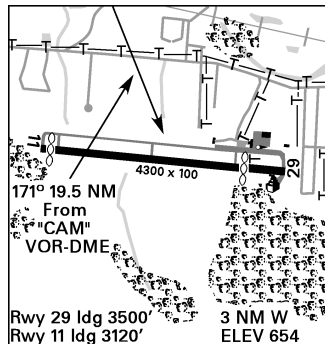 11
29
4300 x 100
171º 19.5 NM
From
"CAM"
VOR-DME
Rwy 29 ldg 3500'
Rwy 11 ldg 3120'
3 NM W
ELEV 654